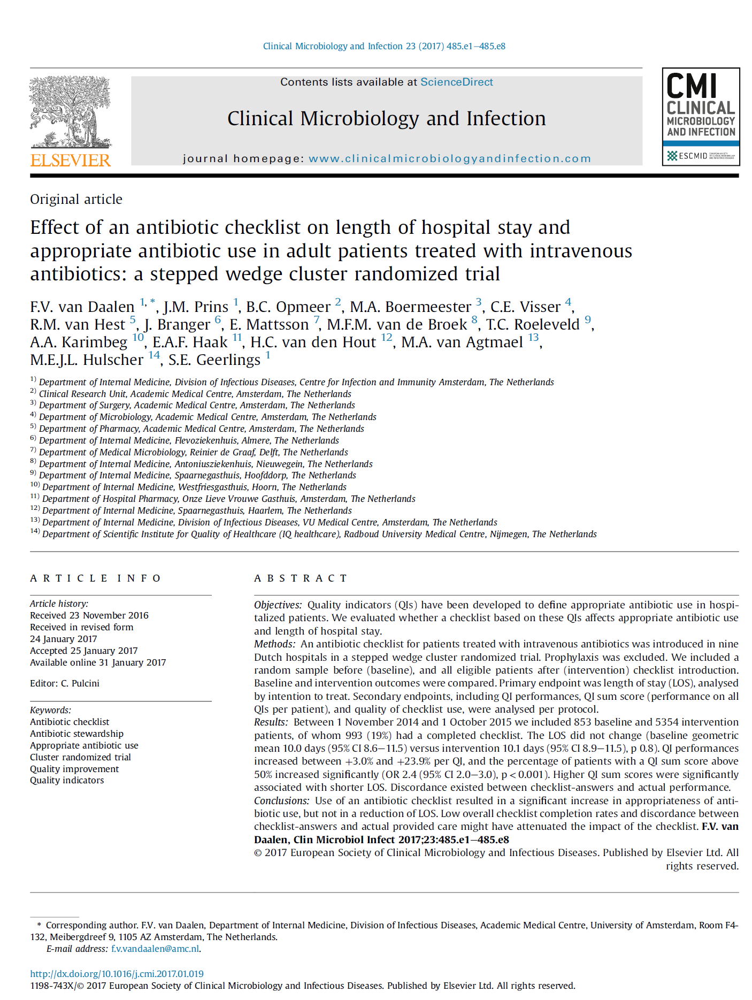 Clinical Microbiology and Infection 23 (2017) 485.e1–485.e8
Contents lists available at ScienceDirect
Clinical Microbiology and Infection
journal homepage: www.clinicalmicrobiologyandinfection.com
ELSEVIER
CMI
CLINICAL
MICROBIOLOGY
AND INFECTION
ESCMID
Original article
Effect of an antibiotic checklist on length of hospital stay and
appropriate antibiotic use in adult patients treated with intravenous
antibiotics: a stepped wedge cluster randomized trial
F.V. van Daalen 1, *, J.M. Prins 1, B.C. Opmeer 2, M.A. Boermeester 3, C.E. Visser 4,
R.M. van Hest 5, J. Branger 6, E. Mattsson 7, M.F.M. van de Broek 8, T.C. Roeleveld 9,
A.A. Karimbeg 10, E.A.F. Haak 11, H.C. van den Hout 12, M.A. van Agtmael 13,
M.E.J.L. Hulscher 14, S.E. Geerlings 1
1) Department of Internal Medicine, Division of Infectious Diseases, Centre for Infection and Immunity Amsterdam, The Netherlands
2) Clinical Research Unit, Academic Medical Centre, Amsterdam, The Netherlands
3) Department of Surgery, Academic Medical Centre, Amsterdam, The Netherlands
4) Department of Microbiology, Academic Medical Centre, Amsterdam, The Netherlands
5) Department of Pharmacy, Academic Medical Centre, Amsterdam, The Netherlands
6) Department of Internal Medicine, Flevoziekenhuis, Almere, The Netherlands
7) Department of Medical Microbiology, Reinier de Graaf, Delft, The Netherlands
8) Department of Internal Medicine, Antoniusziekenhuis, Nieuwegein, The Netherlands
9) Department of Internal Medicine, Spaarnegasthuis, Hoofddorp, The Netherlands
10) Department of Internal Medicine, Westfriesgasthuis, Hoorn, The Netherlands
11) Department of Hospital Pharmacy, Onze Lieve Vrouwe Gasthuis, Amsterdam, The Netherlands
12) Department of Internal Medicine, Spaarnegasthuis, Haarlem, The Netherlands
13) Department of Internal Medicine, Division of Infectious Diseases, VU Medical Centre, Amsterdam, The Netherlands
14) Department of Scientific Institute for Quality of Healthcare (IQ healthcare), Radboud University Medical Centre, Nijmegen, The Netherlands
ARTICLE INFO
Article history:
Received 23 November 2016
Received in revised form
24 January 2017
Accepted 25 January 2017
Available online 31 January 2017
Editor: C. Pulcini
Keywords:
Antibiotic checklist
Antibiotic stewardship
Appropriate antibiotic use
Cluster randomized trial
Quality improvement
Quality indicators
ABSTRACT
Objectives: Quality indicators (QIs) have been developed to define appropriate antibiotic use in hospi-
talized patients. We evaluated whether a checklist based on these QIs affects appropriate antibiotic use
and length of hospital stay.
Methods: An antibiotic checklist for patients treated with intravenous antibiotics was introduced in nine
Dutch hospitals in a stepped wedge cluster randomized trial. Prophylaxis was excluded. We included a
random sample before (baseline), and all eligible patients after (intervention) checklist introduction.
Baseline and intervention outcomes were compared. Primary endpoint was length of stay (LOS), analysed
by intention to treat. Secondary endpoints, including QI performances, QI sum score (performance on all
QIs per patient), and quality of checklist use, were analysed per protocol.
Results: Between 1 November 2014 and 1 October 2015 we included 853 baseline and 5354 intervention
patients, of whom 993 (19%) had a completed checklist. The LOS did not change (baseline geometric
mean 10.0 days (95% CI 8.6–11.5) versus intervention 10.1 days (95% CI 8.9–11.5), p 0.8). QI performances
increased between +3.0% and +23.9% per QI, and the percentage of patients with a QI sum score above
50% increased significantly (OR 2.4 (95% CI 2.0–3.0), p < 0.001). Higher QI sum scores were significantly
associated with shorter LOS. Discordance existed between checklist-answers and actual performance.
Conclusions: Use of an antibiotic checklist resulted in a significant increase in appropriateness of anti-
biotic use, but not in a reduction of LOS. Low overall checklist completion rates and discordance between
checklist-answers and actual provided care might have attenuated the impact of the checklist. F.V. van
Daalen, Clin Microbiol Infect 2017;23:485.e1–485.e8
© 2017 European Society of Clinical Microbiology and Infectious Diseases. Published by Elsevier Ltd. All
rights reserved.
* Corresponding author. F.V. van Daalen, Department of Internal Medicine, Division of Infectious Diseases, Academic Medical Centre, University of Amsterdam, Room F4-
132, Meibergdreef 9, 1105 AZ Amsterdam, The Netherlands.
E-mail address: f.v.vandaalen@amc.nl.
http://dx.doi.org/10.1016/j.cmi.2017.01.019
1198-743X/© 2017 European Society of Clinical Microbiology and Infectious Diseases. Published by Elsevier Ltd. All rights reserved.